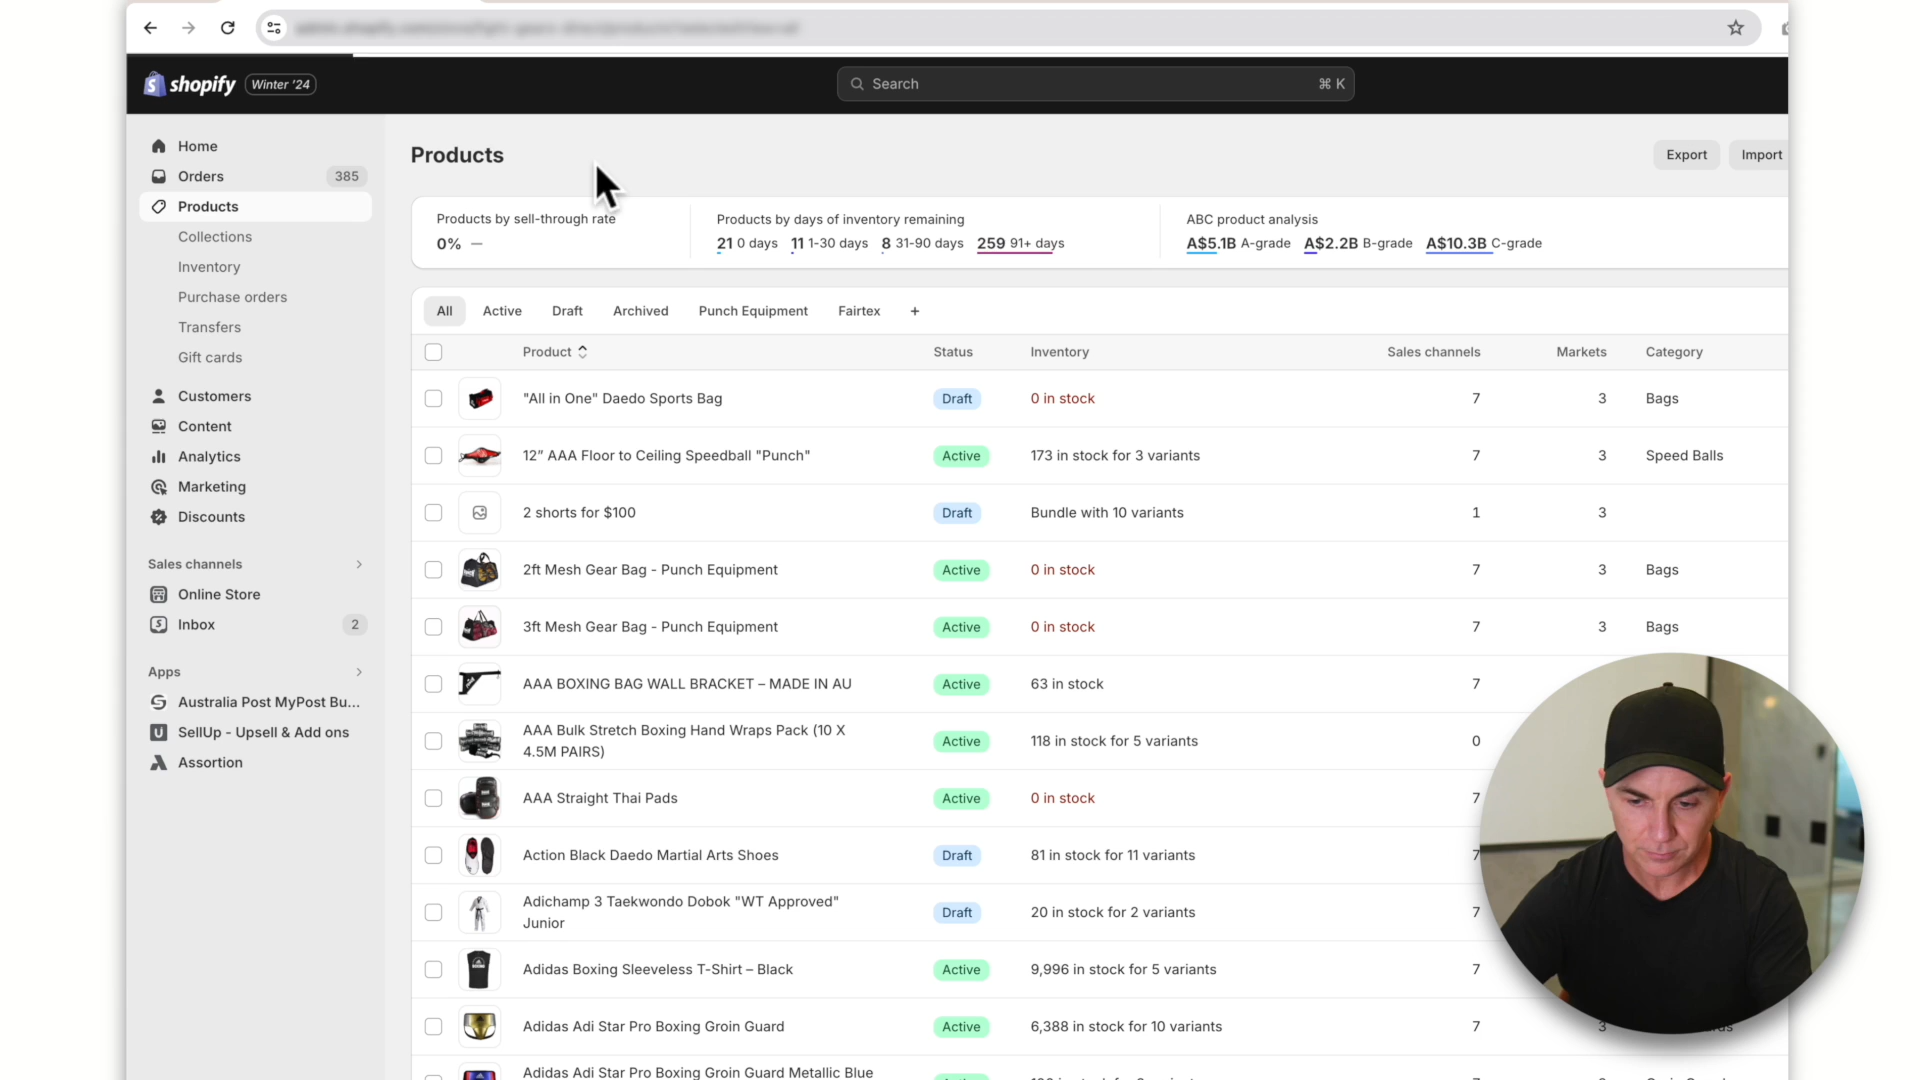 shopify Winter '24
Search ⌘ K
Home
Orders 385
Products
Collections
Inventory
Purchase orders
Transfers
Gift cards
Customers
Content
Analytics
Marketing
Discounts
Sales channels
Online Store
Inbox 2
Apps
Australia Post MyPost Bu...
SellUp - Upsell & Add ons
Assortion
Products
Export Import
Products by sell-through rate
0% —
Products by days of inventory remaining
21 0 days 11 1-30 days 8 31-90 days 259 91+ days
ABC product analysis
A$5.1B A-grade A$2.2B B-grade A$10.3B C-grade
All Active Draft Archived Punch Equipment Fairtex +
Product Status Inventory Sales channels Markets Category
"All in One" Daedo Sports Bag Draft 0 in stock 7 3 Bags
12” AAA Floor to Ceiling Speedball "Punch" Active 173 in stock for 3 variants 7 3 Speed Balls
2 shorts for $100 Draft Bundle with 10 variants 1 3
2ft Mesh Gear Bag - Punch Equipment Active 0 in stock 7 3 Bags
3ft Mesh Gear Bag - Punch Equipment Active 0 in stock 7 3 Bags
AAA BOXING BAG WALL BRACKET – MADE IN AU Active 63 in stock 7
AAA Bulk Stretch Boxing Hand Wraps Pack (10 X
4.5M PAIRS) Active 118 in stock for 5 variants 0
AAA Straight Thai Pads Active 0 in stock 7
Action Black Daedo Martial Arts Shoes Draft 81 in stock for 11 variants 7
Adichamp 3 Taekwondo Dobok "WT Approved"
Junior Draft 20 in stock for 2 variants 7
Adidas Boxing Sleeveless T-Shirt – Black Active 9,996 in stock for 5 variants 7
Adidas Adi Star Pro Boxing Groin Guard Active 6,388 in stock for 10 variants 7 3
Adidas Adi Star Pro Boxing Groin Guard Metallic Blue